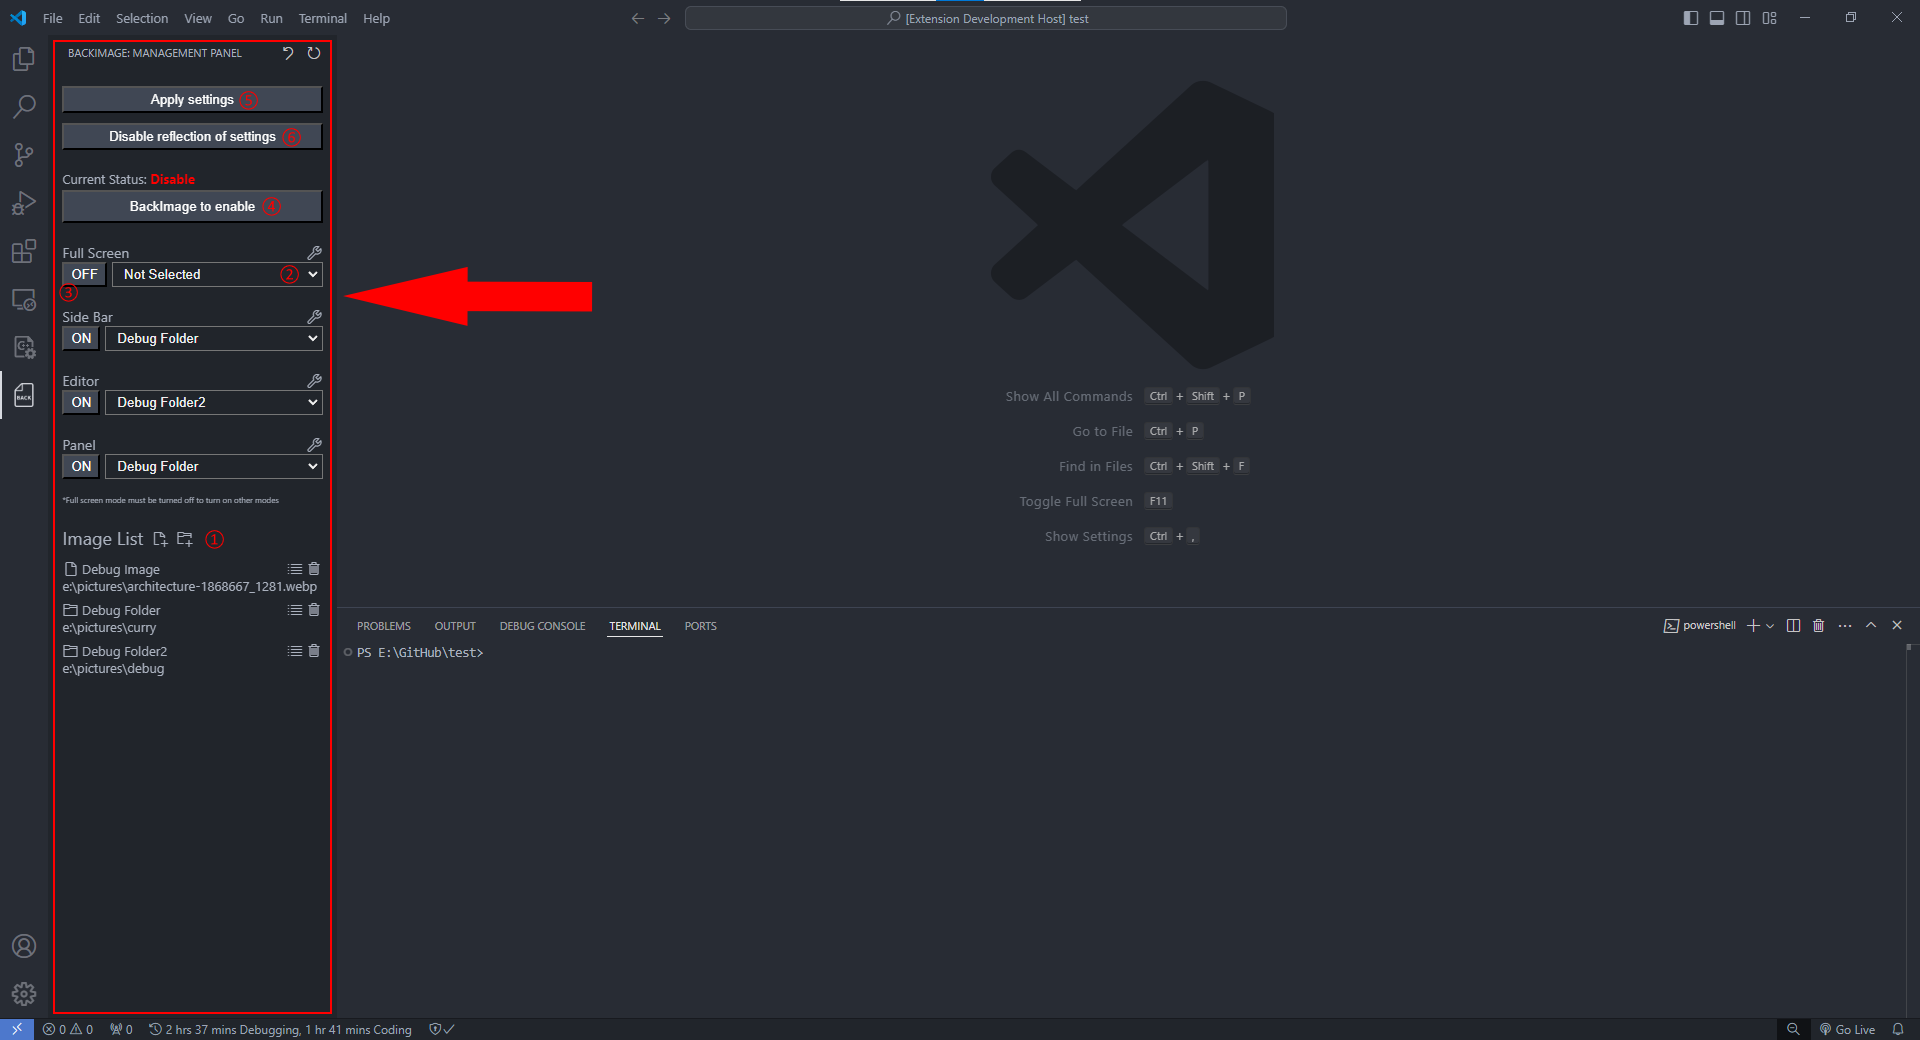 File Edit Selection View Go Run Terminal Help
[Extension Development Host] test
BACKIMAGE: MANAGEMENT PANEL
Apply settings ⑤
Disable reflection of settings ⑥
Current Status: Disable
BackImage to enable ④
Full Screen
OFF Not Selected ②
③
Side Bar
ON Debug Folder
Editor
ON Debug Folder2
Panel
ON Debug Folder
*Full screen mode must be turned off to turn on other modes
Image List ①
Debug Image
e:\pictures\architecture-1868667_1281.webp
Debug Folder
e:\pictures\curry
Debug Folder2
e:\pictures\debug
BACK
Show All Commands Ctrl + Shift + P
Go to File Ctrl + P
Find in Files Ctrl + Shift + F
Toggle Full Screen F11
Show Settings Ctrl + ,
PROBLEMS OUTPUT DEBUG CONSOLE TERMINAL PORTS
powershell
PS E:\GitHub\test>
0 0 0 2 hrs 37 mins Debugging, 1 hr 41 mins Coding
Go Live